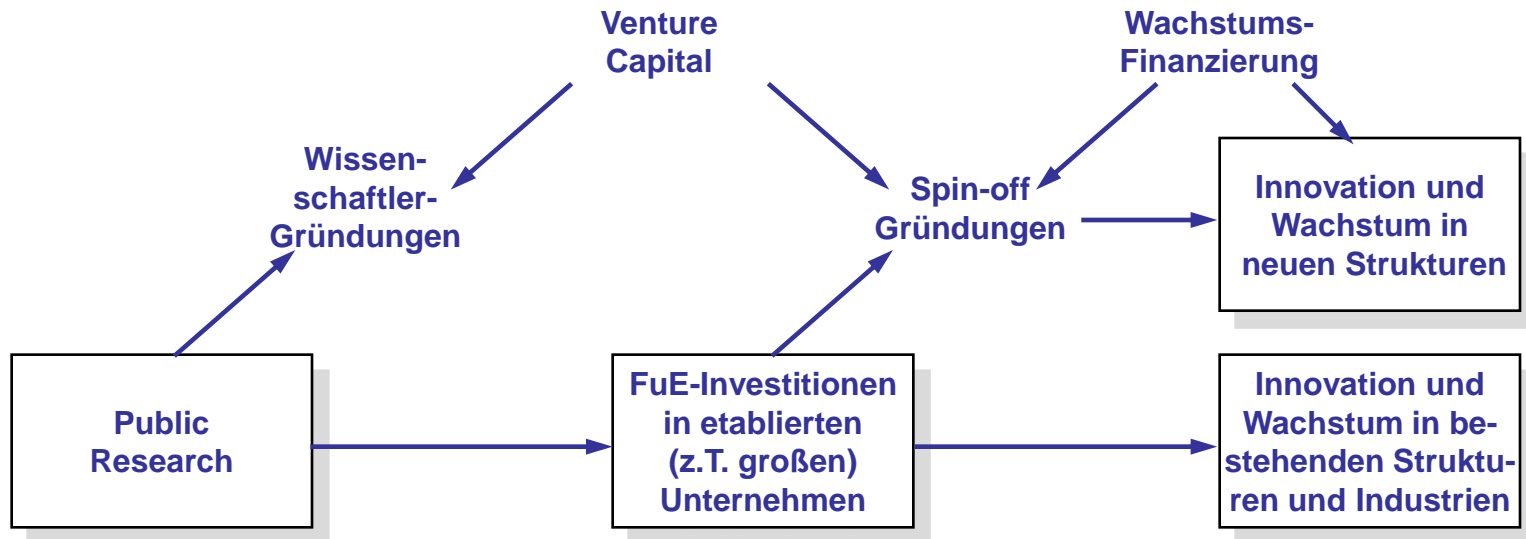 Venture
Capital
Wachstums-
Finanzierung
Wissen-
schaftler-
Gründungen
Spin-off
Gründungen
Innovation und
Wachstum in
neuen Strukturen
Public
Research
FuE-Investitionen
in etablierten
(z.T. großen)
Unternehmen
Innovation und
Wachstum in be-
stehenden Struktu-
ren und Industrien